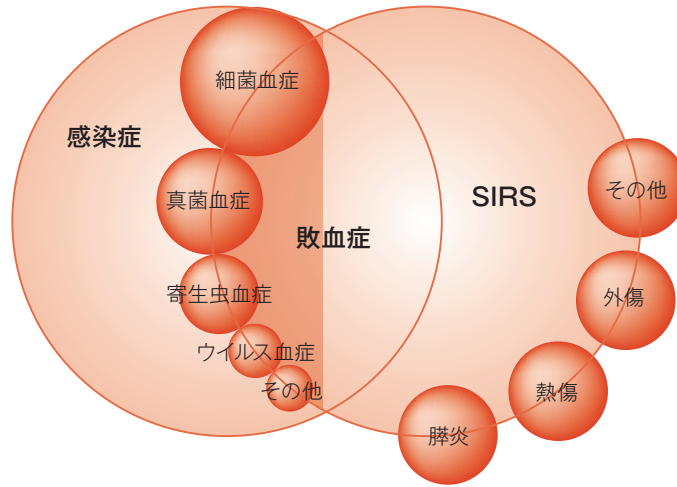 細菌血症
感染症
真菌血症
敗血症
SIRS
その他
寄生虫血症
外傷
ウイルス血症
その他
熱傷
膵炎